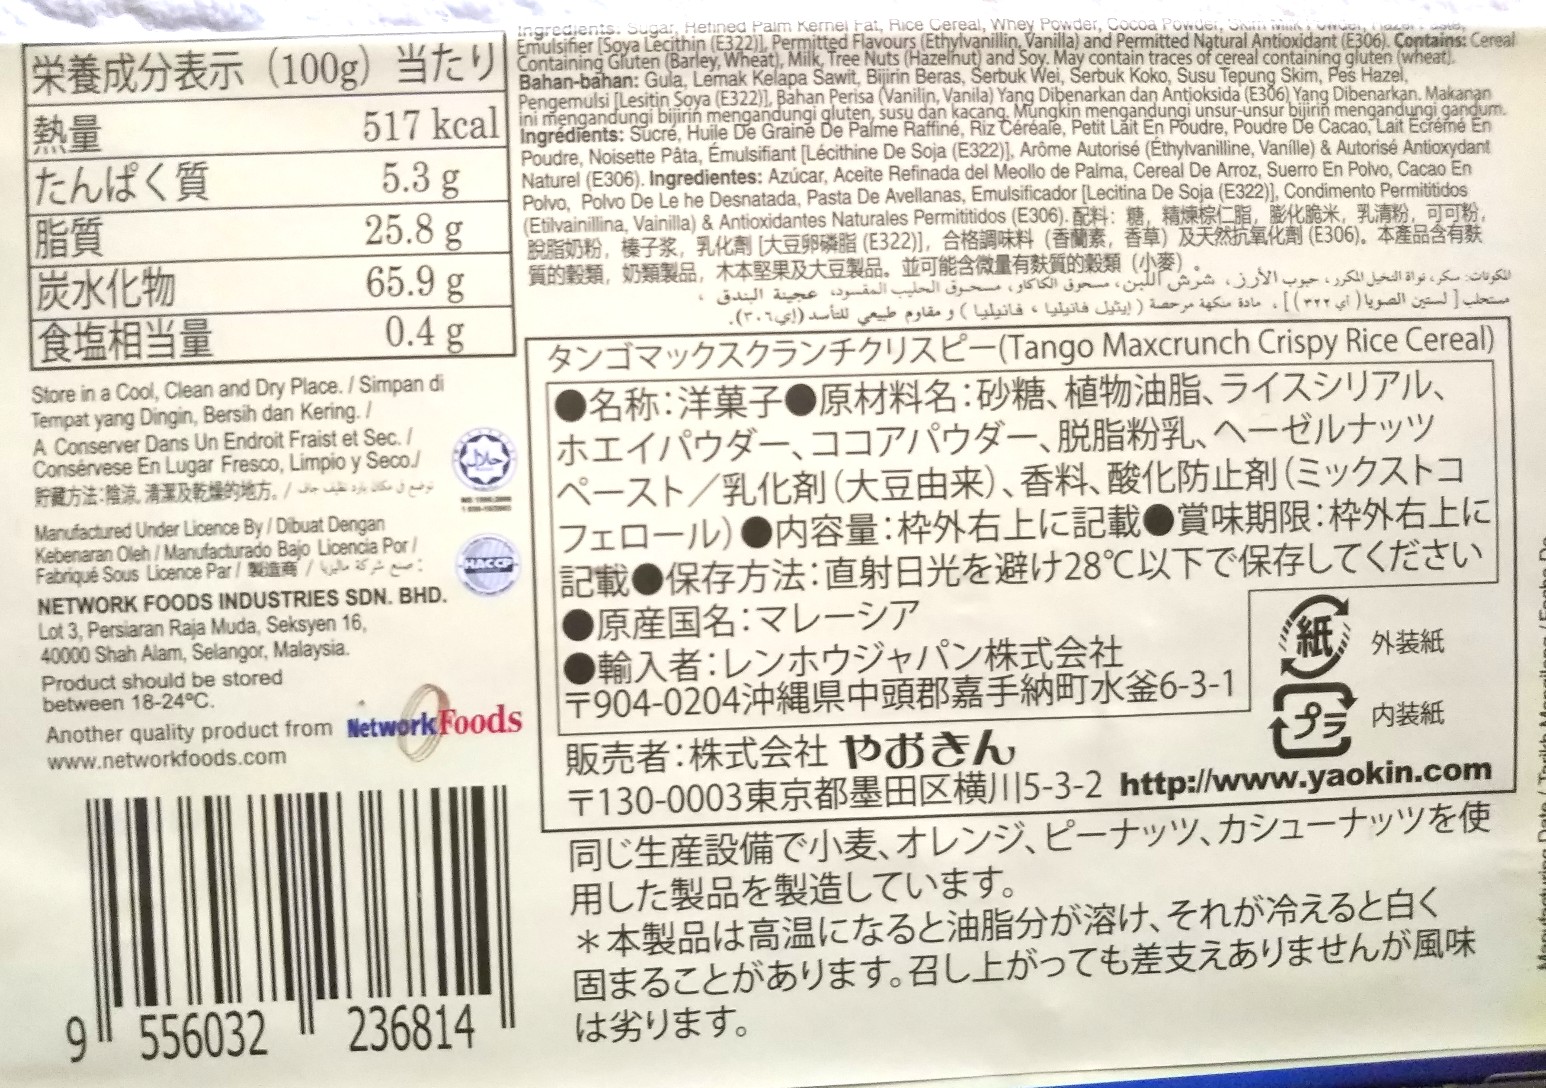 栄養成分表示（100g）当たり
熱量 517 kcal
たんぱく質 5.3 g
脂質 25.8 g
炭水化物 65.9 g
食塩相当量 0.4 g
Store in a Cool, Clean and Dry Place. / Simpan di
Tempat yang Dingin, Bersih dan Kering. /
A Conserver Dans Un Endroit Fraist et Sec. /
Consérvese En Lugar Fresco, Limpio y Seco./
貯藏方法:陰涼, 清潔及乾燥的地方. /
Manufactured Under Licence By / Dibuat Dengan
Kebenaran Oleh / Manufacturado Bajo Licencia Por /
Fabriqué Sous Licence Par / 製造商 /
NETWORK FOODS INDUSTRIES SDN. BHD.
Lot 3, Persiaran Raja Muda, Seksyen 16,
40000 Shah Alam, Selangor, Malaysia.
Product should be stored
between 18-24°C.
Another quality product from NetworkFoods
www.networkfoods.com
HACCP
9 556032 236814
Ingredients: Sugar, Refined Palm Kernel Fat, Rice Cereal, Whey Powder, Cocoa Powder,
Emulsifier [Soya Lecithin (E322)], Permitted Flavours (Ethylvanillin, Vanilla) and Permitted Natural Antioxidant (E306). Contains: Cereal
Containing Gluten (Barley, Wheat), Milk, Tree Nuts (Hazelnut) and Soy. May contain traces of cereal containing gluten (wheat).
Bahan-bahan: Gula, Lemak Kelapa Sawit, Bijirin Beras, Serbuk Wei, Serbuk Koko, Susu Tepung Skim, Pes Hazel,
Pengemulsi [Lesitin Soya (E322)], Bahan Perisa (Vanilin, Vanila) Yang Dibenarkan dan Antioksida (E306) Yang Dibenarkan. Makanan
ini mengandungi bijirin mengandungi gluten, susu dan kacang. Mungkin mengandungi unsur-unsur bijirin mengandungi gandum.
Ingrédients: Sucre, Huile De Graine De Palme Raffiné, Riz Céréale, Petit Lait En Poudre, Poudre De Cacao, Lait Ecrémé En
Poudre, Noisette Pâta, Émulsifiant [Lécithine De Soja (E322)], Arôme Autorisé (Éthylvanilline, Vanille) & Autorisé Antioxydant
Naturel (E306). Ingredientes: Azúcar, Aceite Refinada del Meollo de Palma, Cereal De Arroz, Suerro En Polvo, Cacao En
Polvo, Polvo De Le he Desnatada, Pasta De Avellanas, Emulsificador [Lecitina De Soja (E322)], Condimento Permititidos
(Etilvainillina, Vainilla) & Antioxidantes Naturales Permititidos (E306). 配料: 糖, 精煉棕仁脂, 膨化脆米, 乳清粉, 可可粉,
脫脂奶粉, 榛子浆, 乳化劑 [大豆卵磷脂 (E322)], 合格調味料 (香蘭素, 香草) 及天然抗氧化劑 (E306)。本產品含有麩
質的穀類, 奶類製品, 木本堅果及大豆製品。並可能含微量有麩質的穀類 (小麥)。
タンゴマックスクランチクリスピー(Tango Maxcrunch Crispy Rice Cereal)
●名称:洋菓子●原材料名:砂糖、植物油脂、ライスシリアル、
ホエイパウダー、ココアパウダー、脱脂粉乳、ヘーゼルナッツ
ペースト／乳化剤(大豆由来)、香料、酸化防止剤(ミックストコ
フェロール)●内容量:枠外右上に記載●賞味期限:枠外右上に
記載●保存方法:直射日光を避け28℃以下で保存してください
●原産国名:マレーシア
●輸入者:レンホウジャパン株式会社
〒904-0204沖縄県中頭郡嘉手納町水釜6-3-1
紙 外装紙
プラ 内装紙
販売者:株式会社 やおきん
〒130-0003東京都墨田区横川5-3-2 http://www.yaokin.com
同じ生産設備で小麦、オレンジ、ピーナッツ、カシューナッツを使
用した製品を製造しています。
＊本製品は高温になると油脂分が溶け、それが冷えると白く
固まることがあります。召し上がっても差支えありませんが風味
は劣ります。